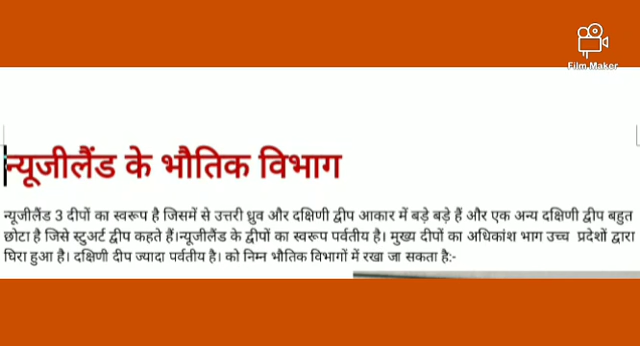 Film Maker
न्यूजीलैंड के भौतिक विभाग
न्यूजीलैंड 3 दीपों का स्वरूप है जिसमें से उत्तरी ध्रुव और दक्षिणी द्वीप आकार में बड़े बड़े हैं और एक अन्य दक्षिणी द्वीप बहुत
छोटा है जिसे स्टुअर्ट द्वीप कहते हैं।न्यूजीलैंड के द्वीपों का स्वरूप पर्वतीय है। मुख्य दीपों का अधिकांश भाग उच्च प्रदेशों द्वारा
घिरा हुआ है। दक्षिणी दीप ज्यादा पर्वतीय है। को निम्न भौतिक विभागों में रखा जा सकता है:-